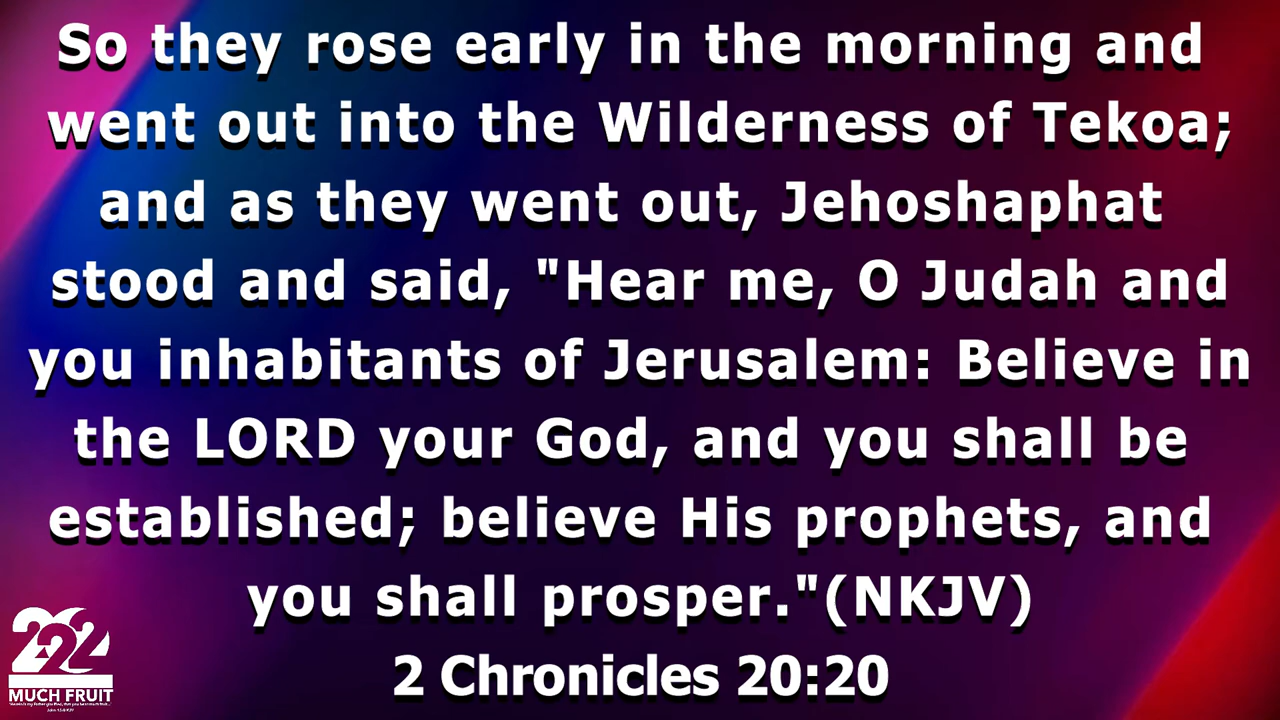 So they rose early in the morning and
went out into the Wilderness of Tekoa;
and as they went out, Jehoshaphat
stood and said, "Hear me, O Judah and
you inhabitants of Jerusalem: Believe in
the LORD your God, and you shall be
established; believe His prophets, and
you shall prosper."(NKJV)
2 Chronicles 20:20
222
MUCH FRUIT